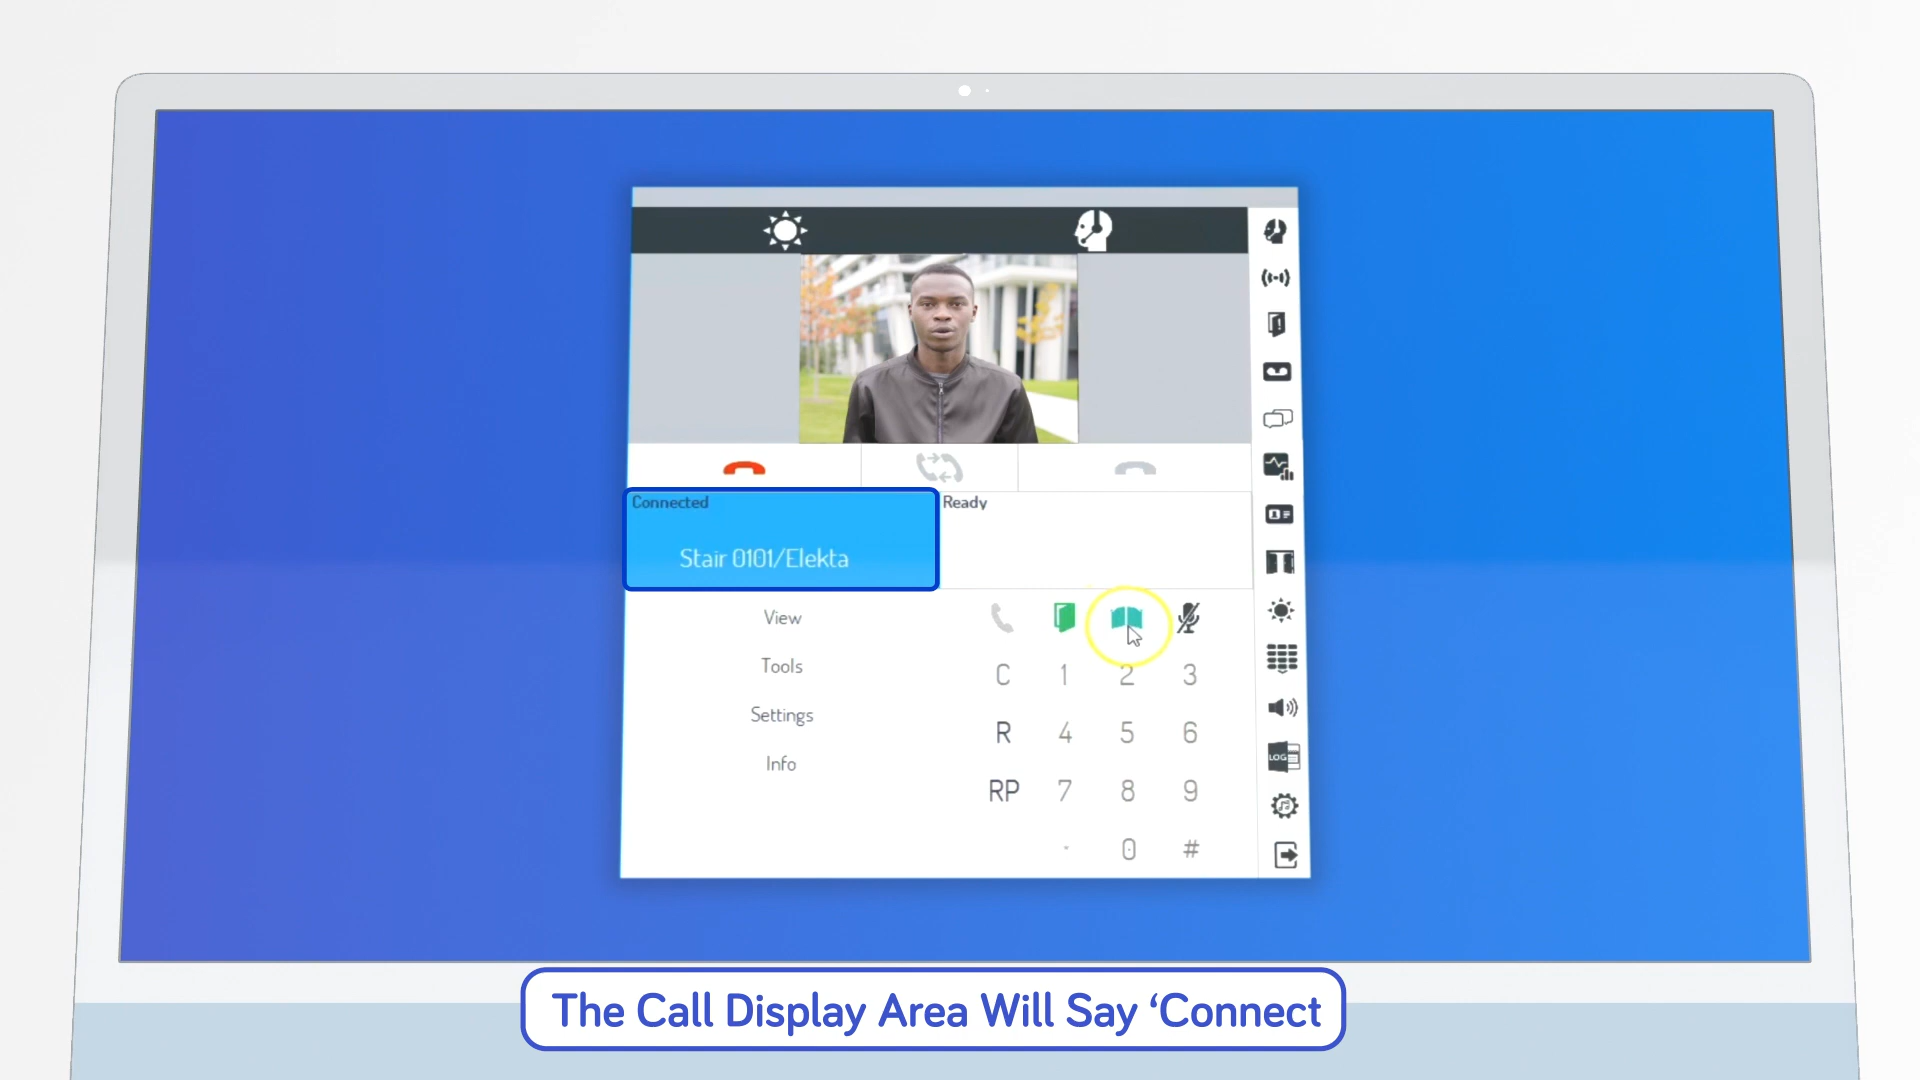 Connected
Ready
Stair 0101/Elekta
View
Tools
Settings
Info
C 1 2 3
R 4 5 6
RP 7 8 9
0 #
LOG
The Call Display Area Will Say ‘Connect